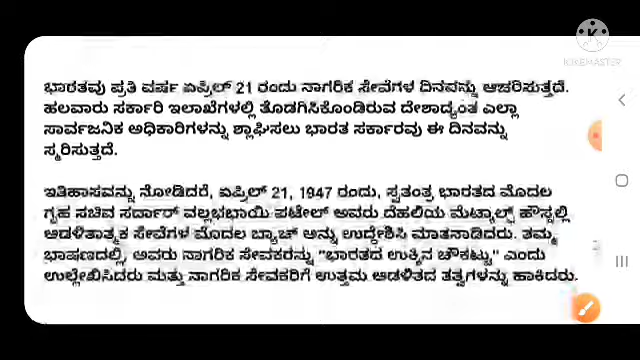 KINEMASTER
ಭಾರತವು ಪ್ರತಿ ವರ್ಷ ಏಪ್ರಿಲ್ 21 ರಂದು ನಾಗರಿಕ ಸೇವೆಗಳ ದಿನವನ್ನು ಆಚರಿಸುತ್ತದೆ.
ಹಲವಾರು ಸರ್ಕಾರಿ ಇಲಾಖೆಗಳಲ್ಲಿ ತೊಡಗಿಸಿಕೊಂಡಿರುವ ದೇಶಾದ್ಯಂತ ಎಲ್ಲಾ
ಸಾರ್ವಜನಿಕ ಅಧಿಕಾರಿಗಳನ್ನು ಶ್ಲಾಘಿಸಲು ಭಾರತ ಸರ್ಕಾರವು ಈ ದಿನವನ್ನು
ಸ್ಮರಿಸುತ್ತದೆ.
ಇತಿಹಾಸವನ್ನು ನೋಡಿದರೆ, ಏಪ್ರಿಲ್ 21, 1947 ರಂದು, ಸ್ವತಂತ್ರ ಭಾರತದ ಮೊದಲ
ಗೃಹ ಸಚಿವ ಸರ್ದಾರ್ ವಲ್ಲಭಭಾಯಿ ಪಟೇಲ್ ಅವರು ದೆಹಲಿಯ ಮೆಟ್ಕಾಲ್ಫ್ ಹೌಸ್ನಲ್ಲಿ
ಆಡಳಿತಾತ್ಮಕ ಸೇವೆಗಳ ಮೊದಲ ಬ್ಯಾಚ್ ಅನ್ನು ಉದ್ದೇಶಿಸಿ ಮಾತನಾಡಿದರು. ತಮ್ಮ
ಭಾಷಣದಲ್ಲಿ, ಅವರು ನಾಗರಿಕ ಸೇವಕರನ್ನು "ಭಾರತದ ಉಕ್ಕಿನ ಚೌಕಟ್ಟು" ಎಂದು
ಉಲ್ಲೇಖಿಸಿದರು ಮತ್ತು ನಾಗರಿಕ ಸೇವಕರಿಗೆ ಉತ್ತಮ ಆಡಳಿತದ ತತ್ವಗಳನ್ನು ಹಾಕಿದರು.